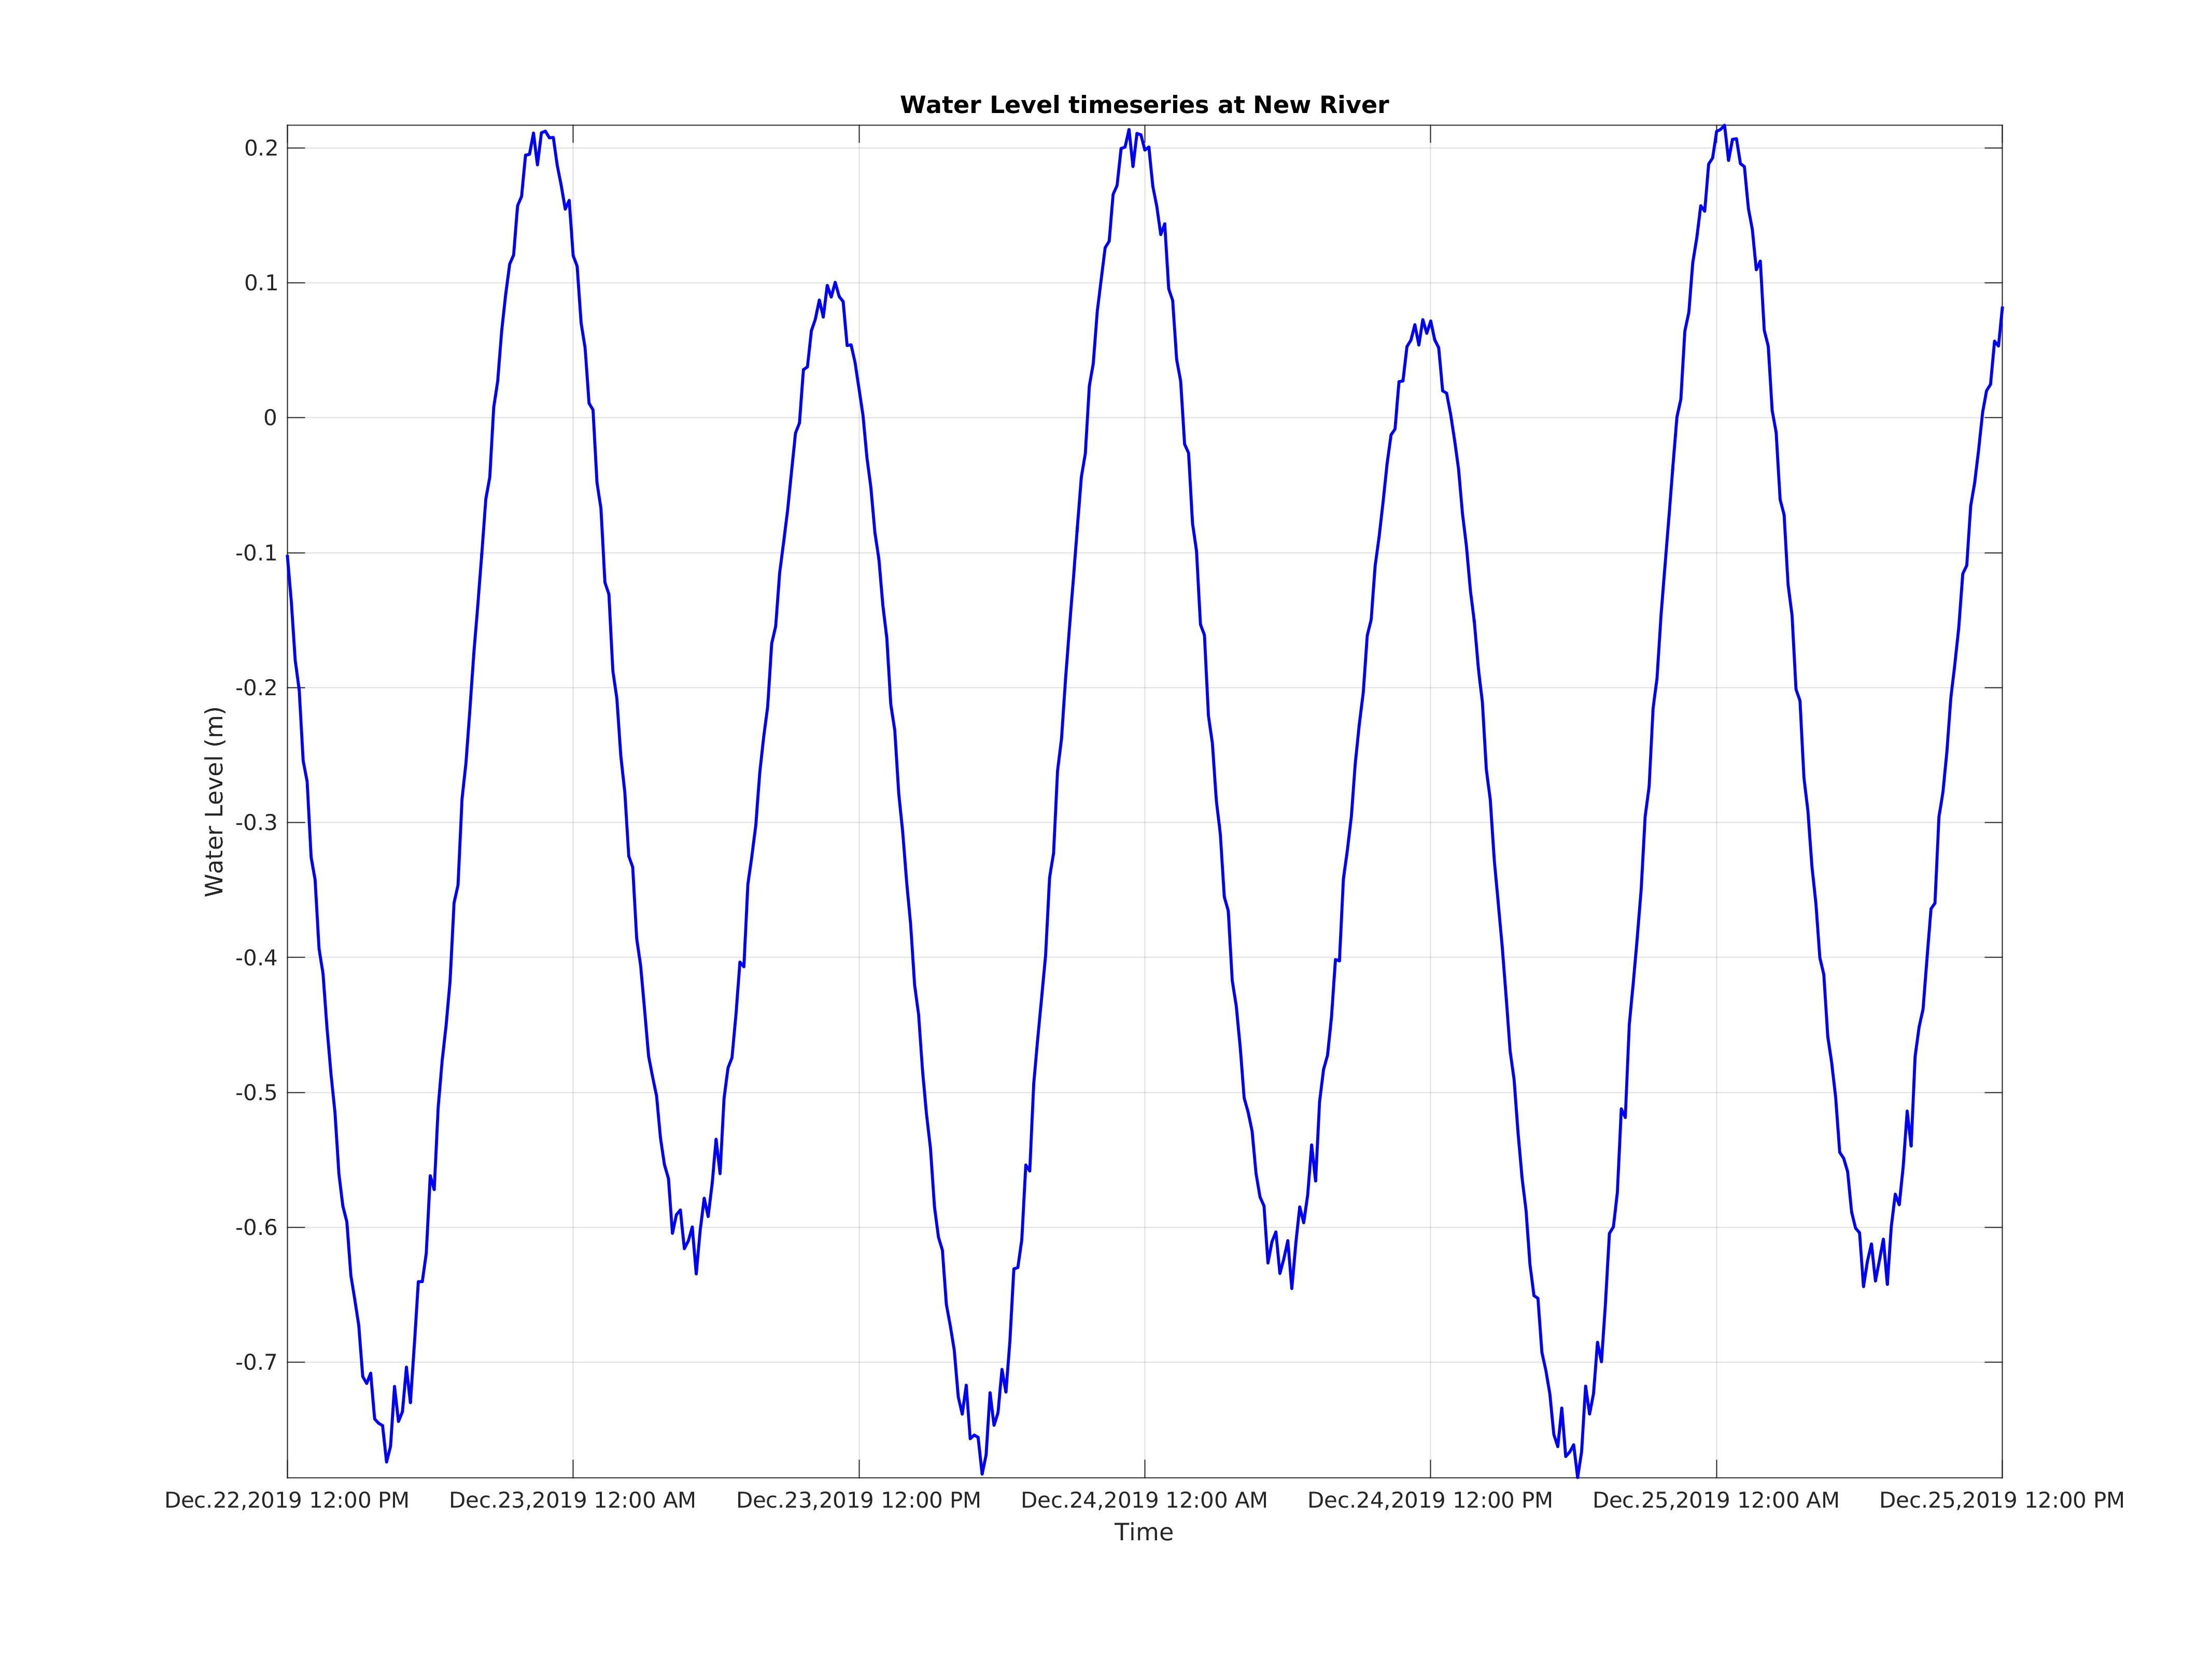 Water Level timeseries at New River
0.2
0.1
0
-0.1
-0.2
-0.3
-0.4
-0.5
-0.6
-0.7
Water Level (m)
Dec.22,2019 12:00 PM Dec.23,2019 12:00 AM Dec.23,2019 12:00 PM Dec.24,2019 12:00 AM Dec.24,2019 12:00 PM Dec.25,2019 12:00 AM Dec.25,2019 12:00 PM
Time